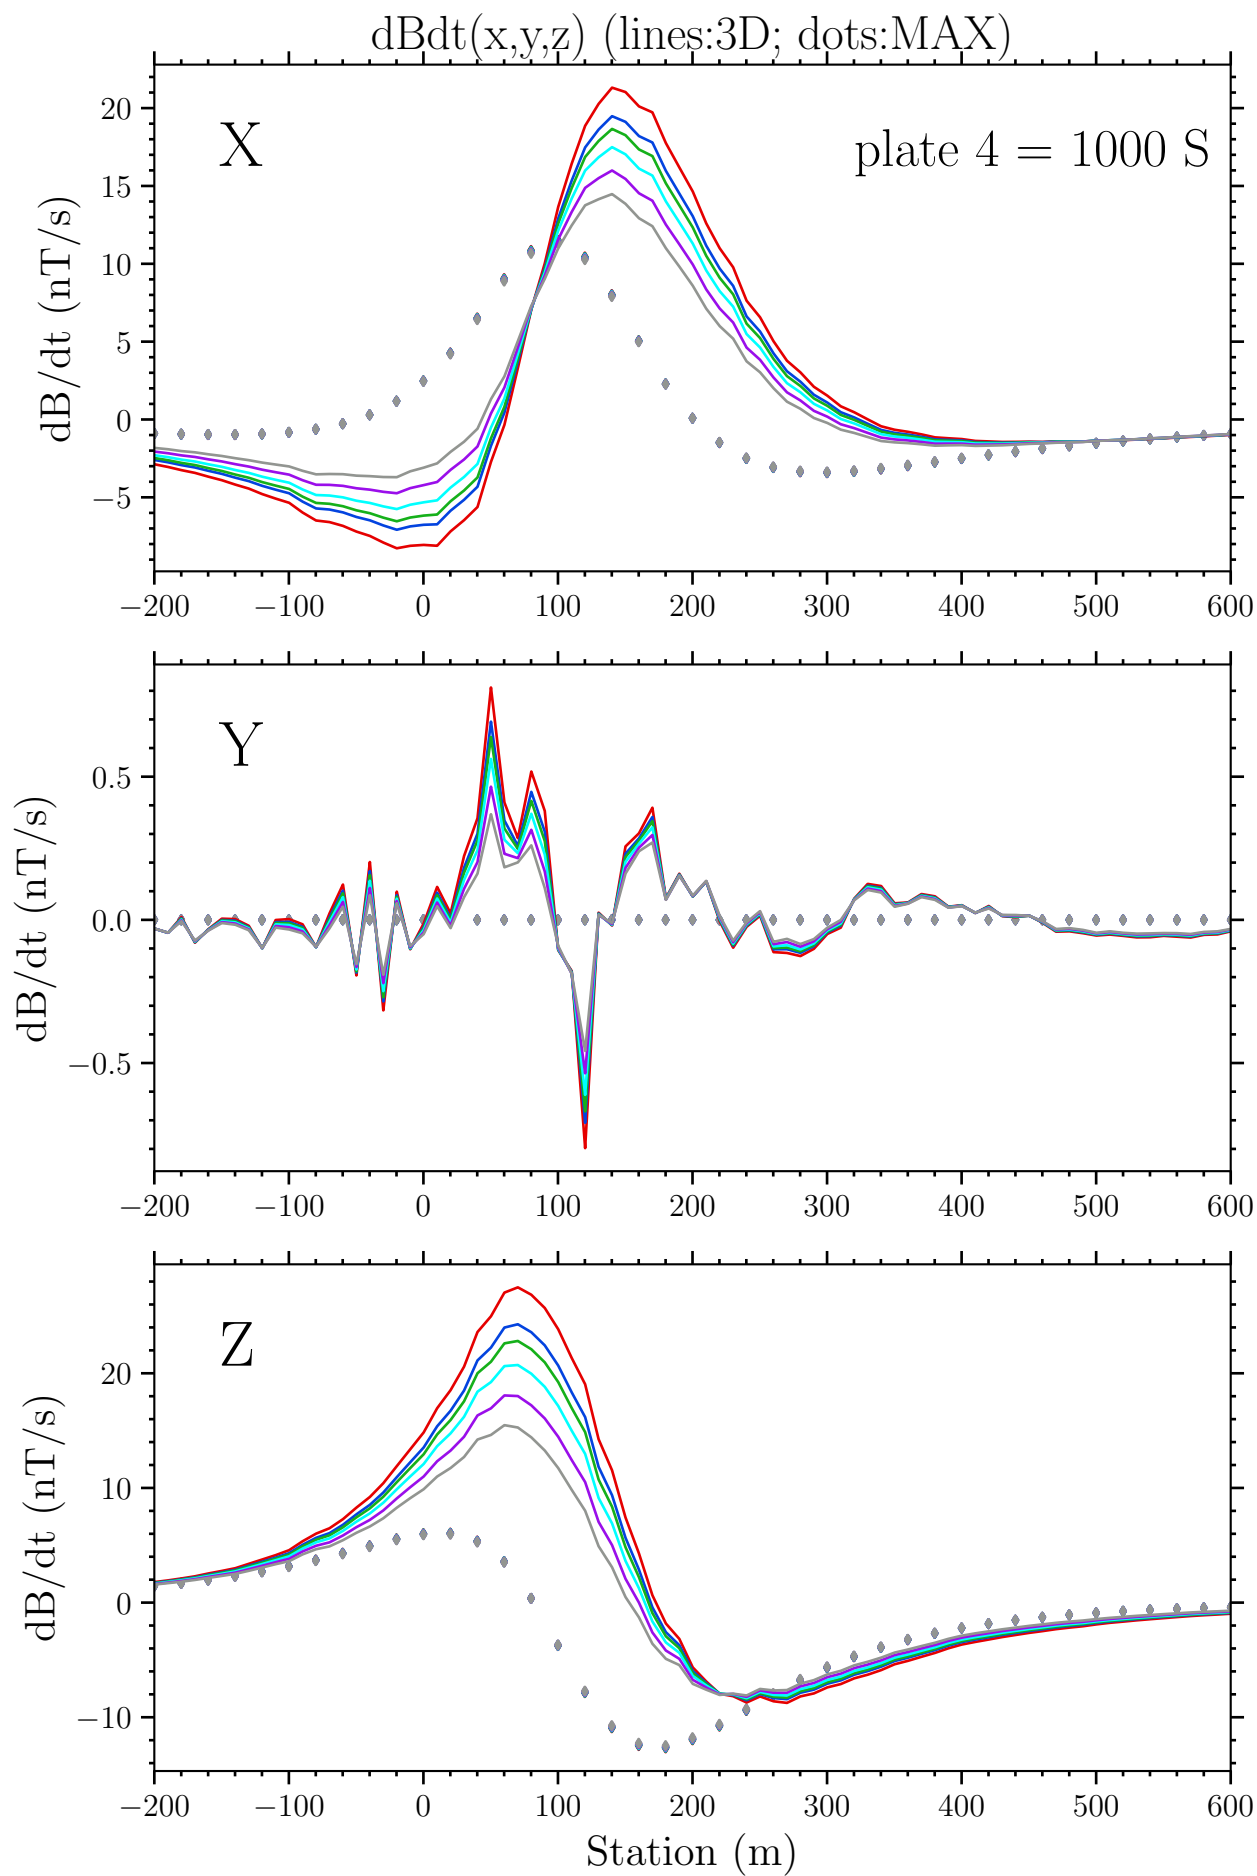 dBdt(x,y,z) (lines:3D; dots:MAX)
X
plate 4 = 1000 S
dB/dt (nT/s)
20
15
10
5
0
−5
−200 −100 0 100 200 300 400 500 600
Y
dB/dt (nT/s)
0.5
0.0
−0.5
−200 −100 0 100 200 300 400 500 600
Z
dB/dt (nT/s)
20
10
0
−10
−200 −100 0 100 200 300 400 500 600
Station (m)